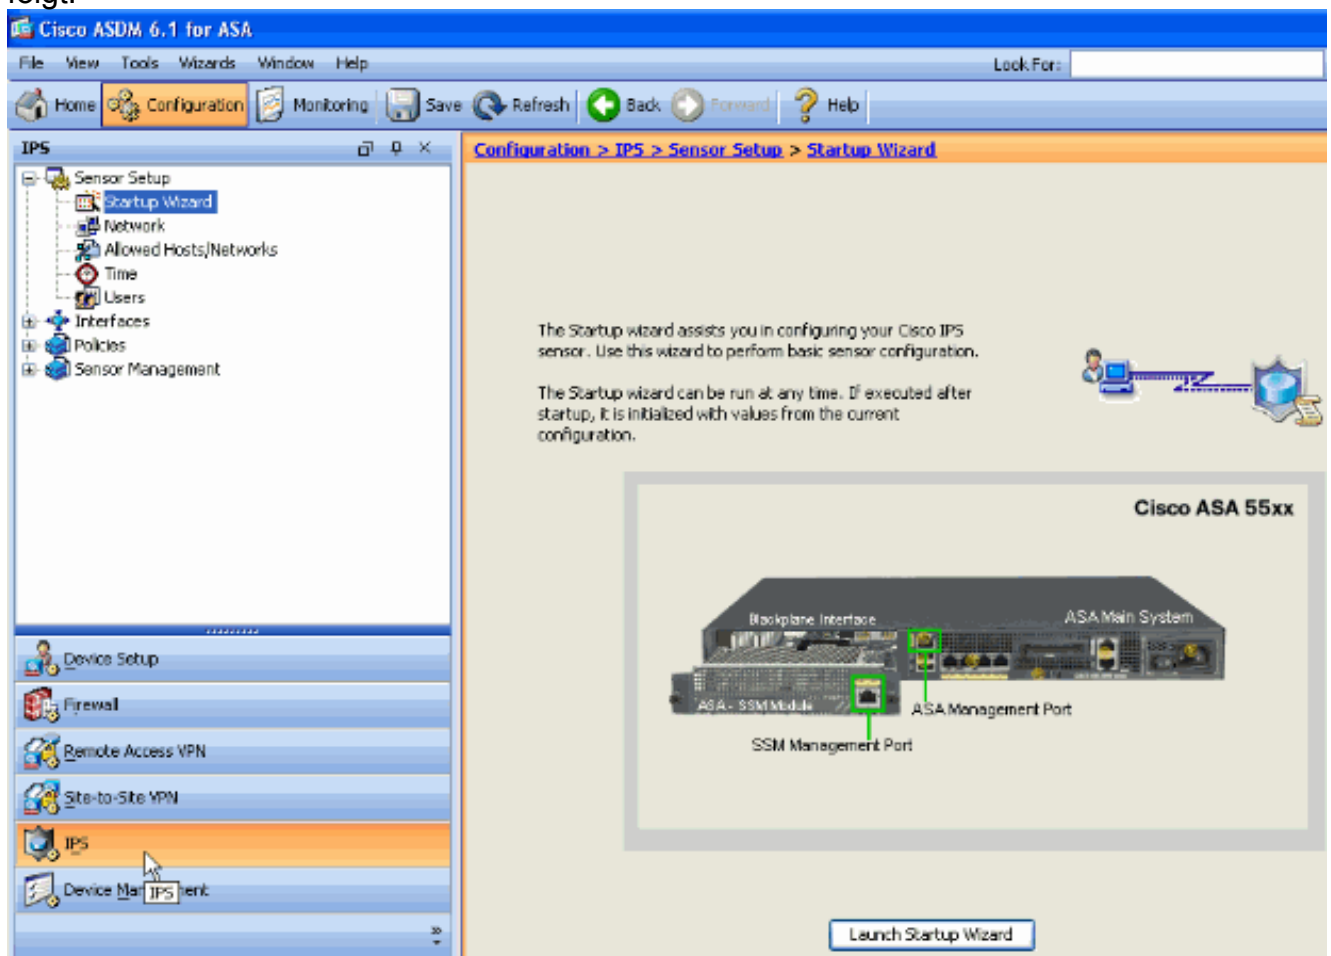 folgt:
Cisco ASDM 6.1 for ASA
File View Tools Wizards Window Help Look For:
Home Configuration Monitoring Save Refresh Back Forward Help
IPS
Configuration > IPS > Sensor Setup > Startup Wizard
Sensor Setup
Startup Wizard
Network
Allowed Hosts/Networks
Time
Users
Interfaces
Policies
Sensor Management
The Startup wizard assists you in configuring your Cisco IPS
sensor. Use this wizard to perform basic sensor configuration.
The Startup wizard can be run at any time. If executed after
startup, it is initialized with values from the current
configuration.
Cisco ASA 55xx
Blackplane Interface
ASA Main System
ASA - SSM Module
ASA Management Port
SSM Management Port
Device Setup
Firewall
Remote Access VPN
Site-to-Site VPN
IPS
Device Ma ment
IPS
Launch Startup Wizard